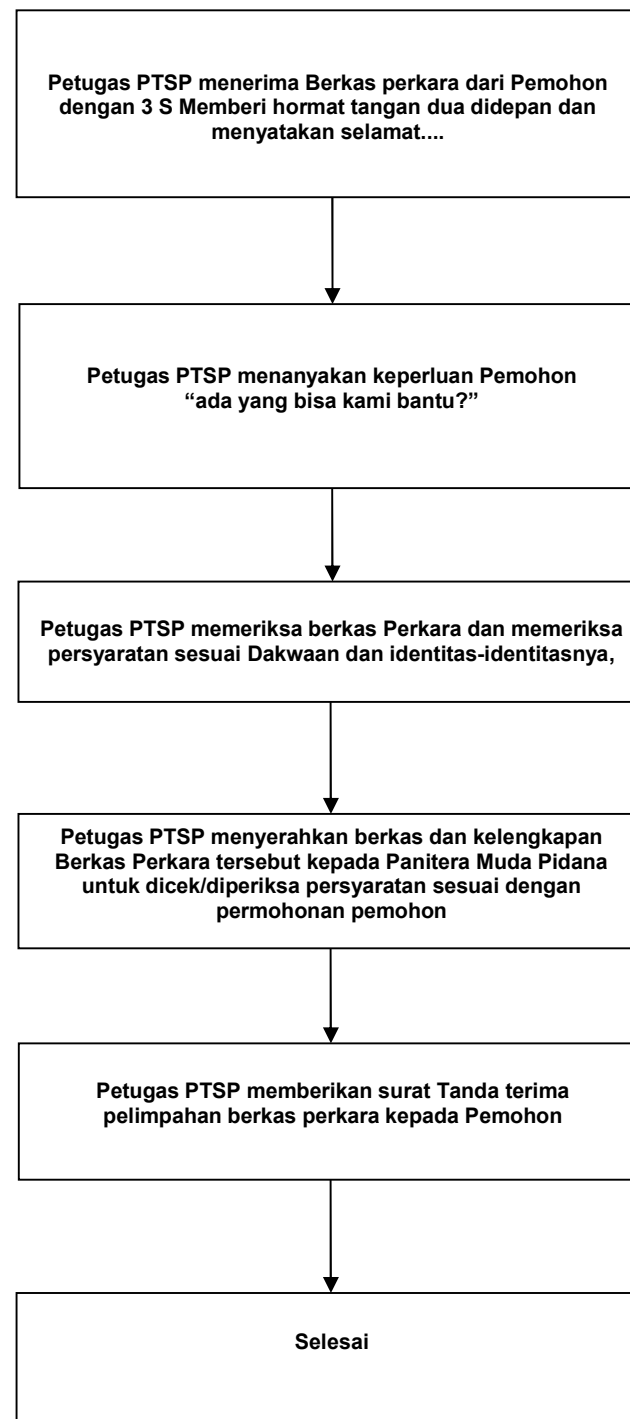 Petugas PTSP menerima Berkas perkara dari Pemohon
dengan 3 S Memberi hormat tangan dua didepan dan
menyatakan selamat....
Petugas PTSP menanyakan keperluan Pemohon
“ada yang bisa kami bantu?”
Petugas PTSP memeriksa berkas Perkara dan memeriksa
persyaratan sesuai Dakwaan dan identitas-identitasnya,
Petugas PTSP menyerahkan berkas dan kelengkapan
Berkas Perkara tersebut kepada Panitera Muda Pidana
untuk dicek/diperiksa persyaratan sesuai dengan
permohonan pemohon
Petugas PTSP memberikan surat Tanda terima
pelimpahan berkas perkara kepada Pemohon
Selesai